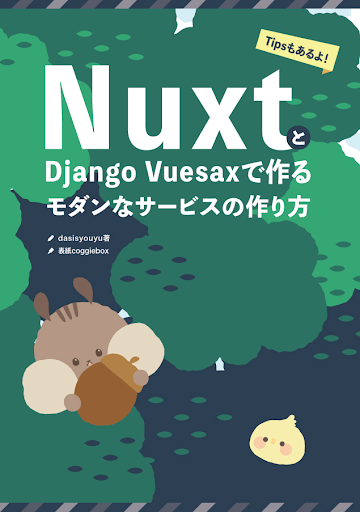 Tipsもあるよ!
Nuxtと
Django Vuesaxで作る
モダンなサービスの作り方
dasisyouyu著
表紙coggiebox